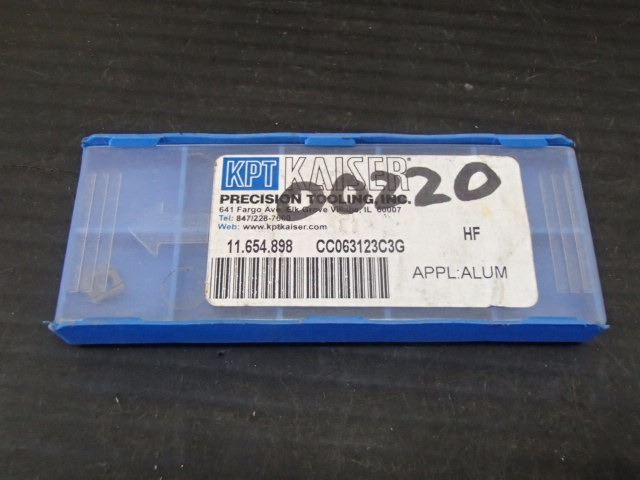 KPT KAISER®
PRECISION TOOLING, INC.
641 Fargo Ave. Elk Grove Village, IL 60007
Tel: 847/228-7660
Web: www.kptkaiser.com
11.654.898 CC063123C3G HF
APPL:ALUM